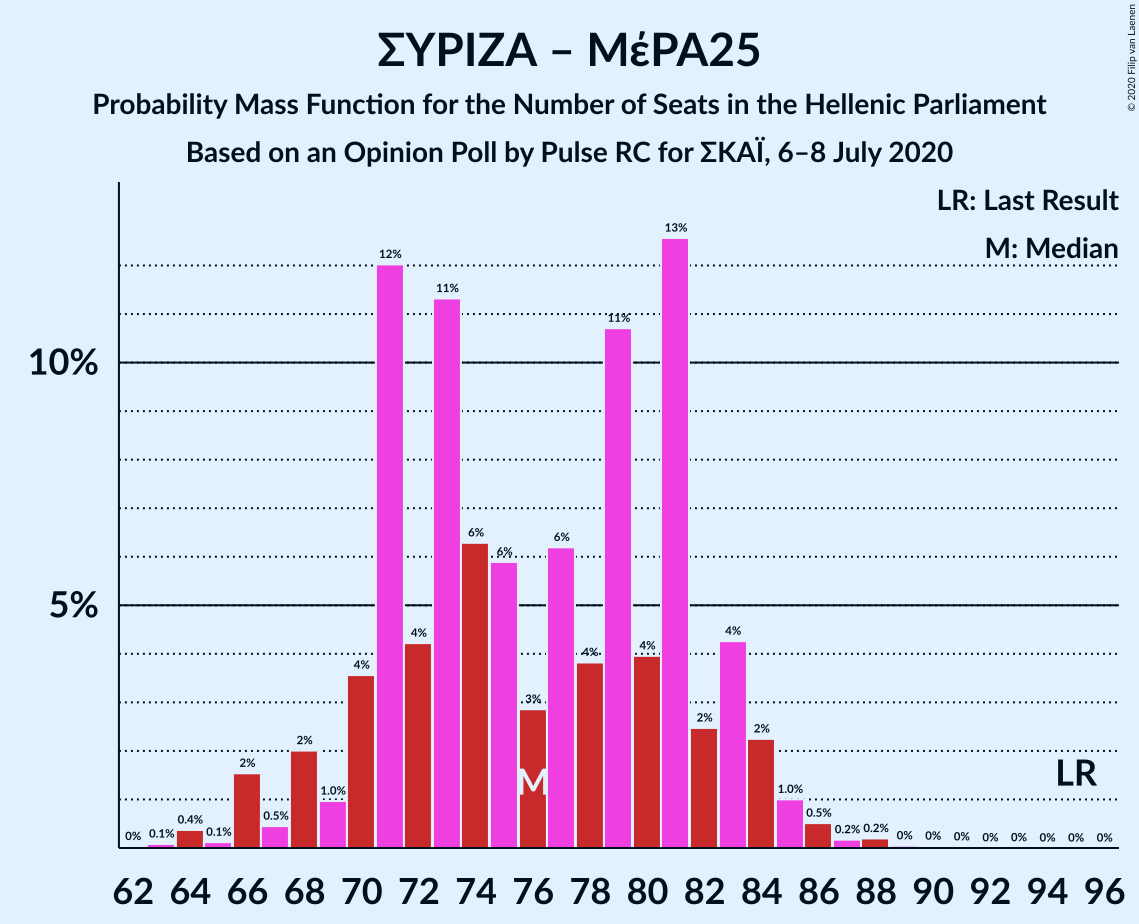 ΣΥΡΙΖΑ – ΜέΡΑ25
Probability Mass Function for the Number of Seats in the Hellenic Parliament
Based on an Opinion Poll by Pulse RC for ΣΚΑΪ, 6–8 July 2020
© 2020 Filip van Laenen
LR: Last Result
M: Median
10%
5%
0% 0.1% 0.4% 0.1% 2% 0.5% 2% 1.0% 4% 12% 4% 11% 6% 6% 3% 6% 4% 11% 4% 13% 2% 4% 2% 1.0% 0.5% 0.2% 0.2% 0% 0% 0% 0% 0% 0% 0% 0%
M
LR
62 64 66 68 70 72 74 76 78 80 82 84 86 88 90 92 94 96